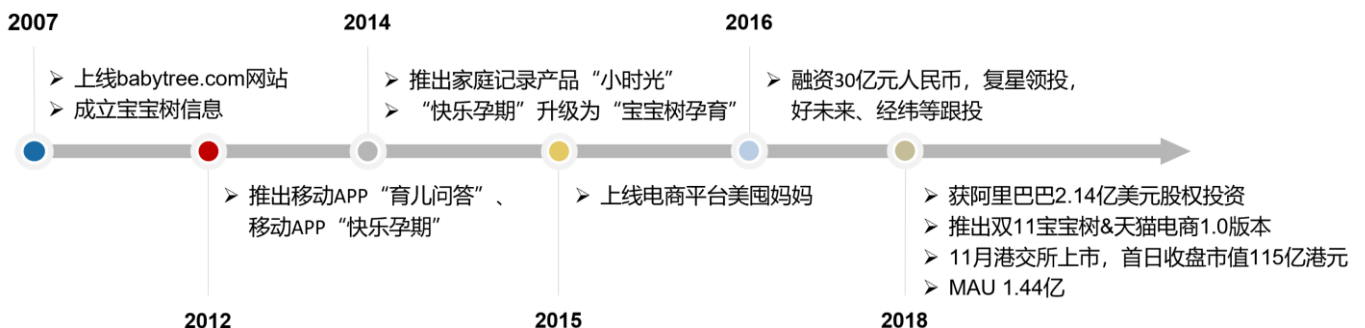 2007
➢ 上线babytree.com网站
➢ 成立宝宝树信息
2012
➢ 推出移动APP“育儿问答”、
移动APP“快乐孕期”
2014
➢ 推出家庭记录产品“小时光”
➢ “快乐孕期”升级为“宝宝树孕育”
2015
➢ 上线电商平台美囤妈妈
2016
➢ 融资30亿元人民币，复星领投，
好未来、经纬等跟投
2018
➢ 获阿里巴巴2.14亿美元股权投资
➢ 推出双11宝宝树&天猫电商1.0版本
➢ 11月港交所上市，首日收盘市值115亿港元
➢ MAU 1.44亿